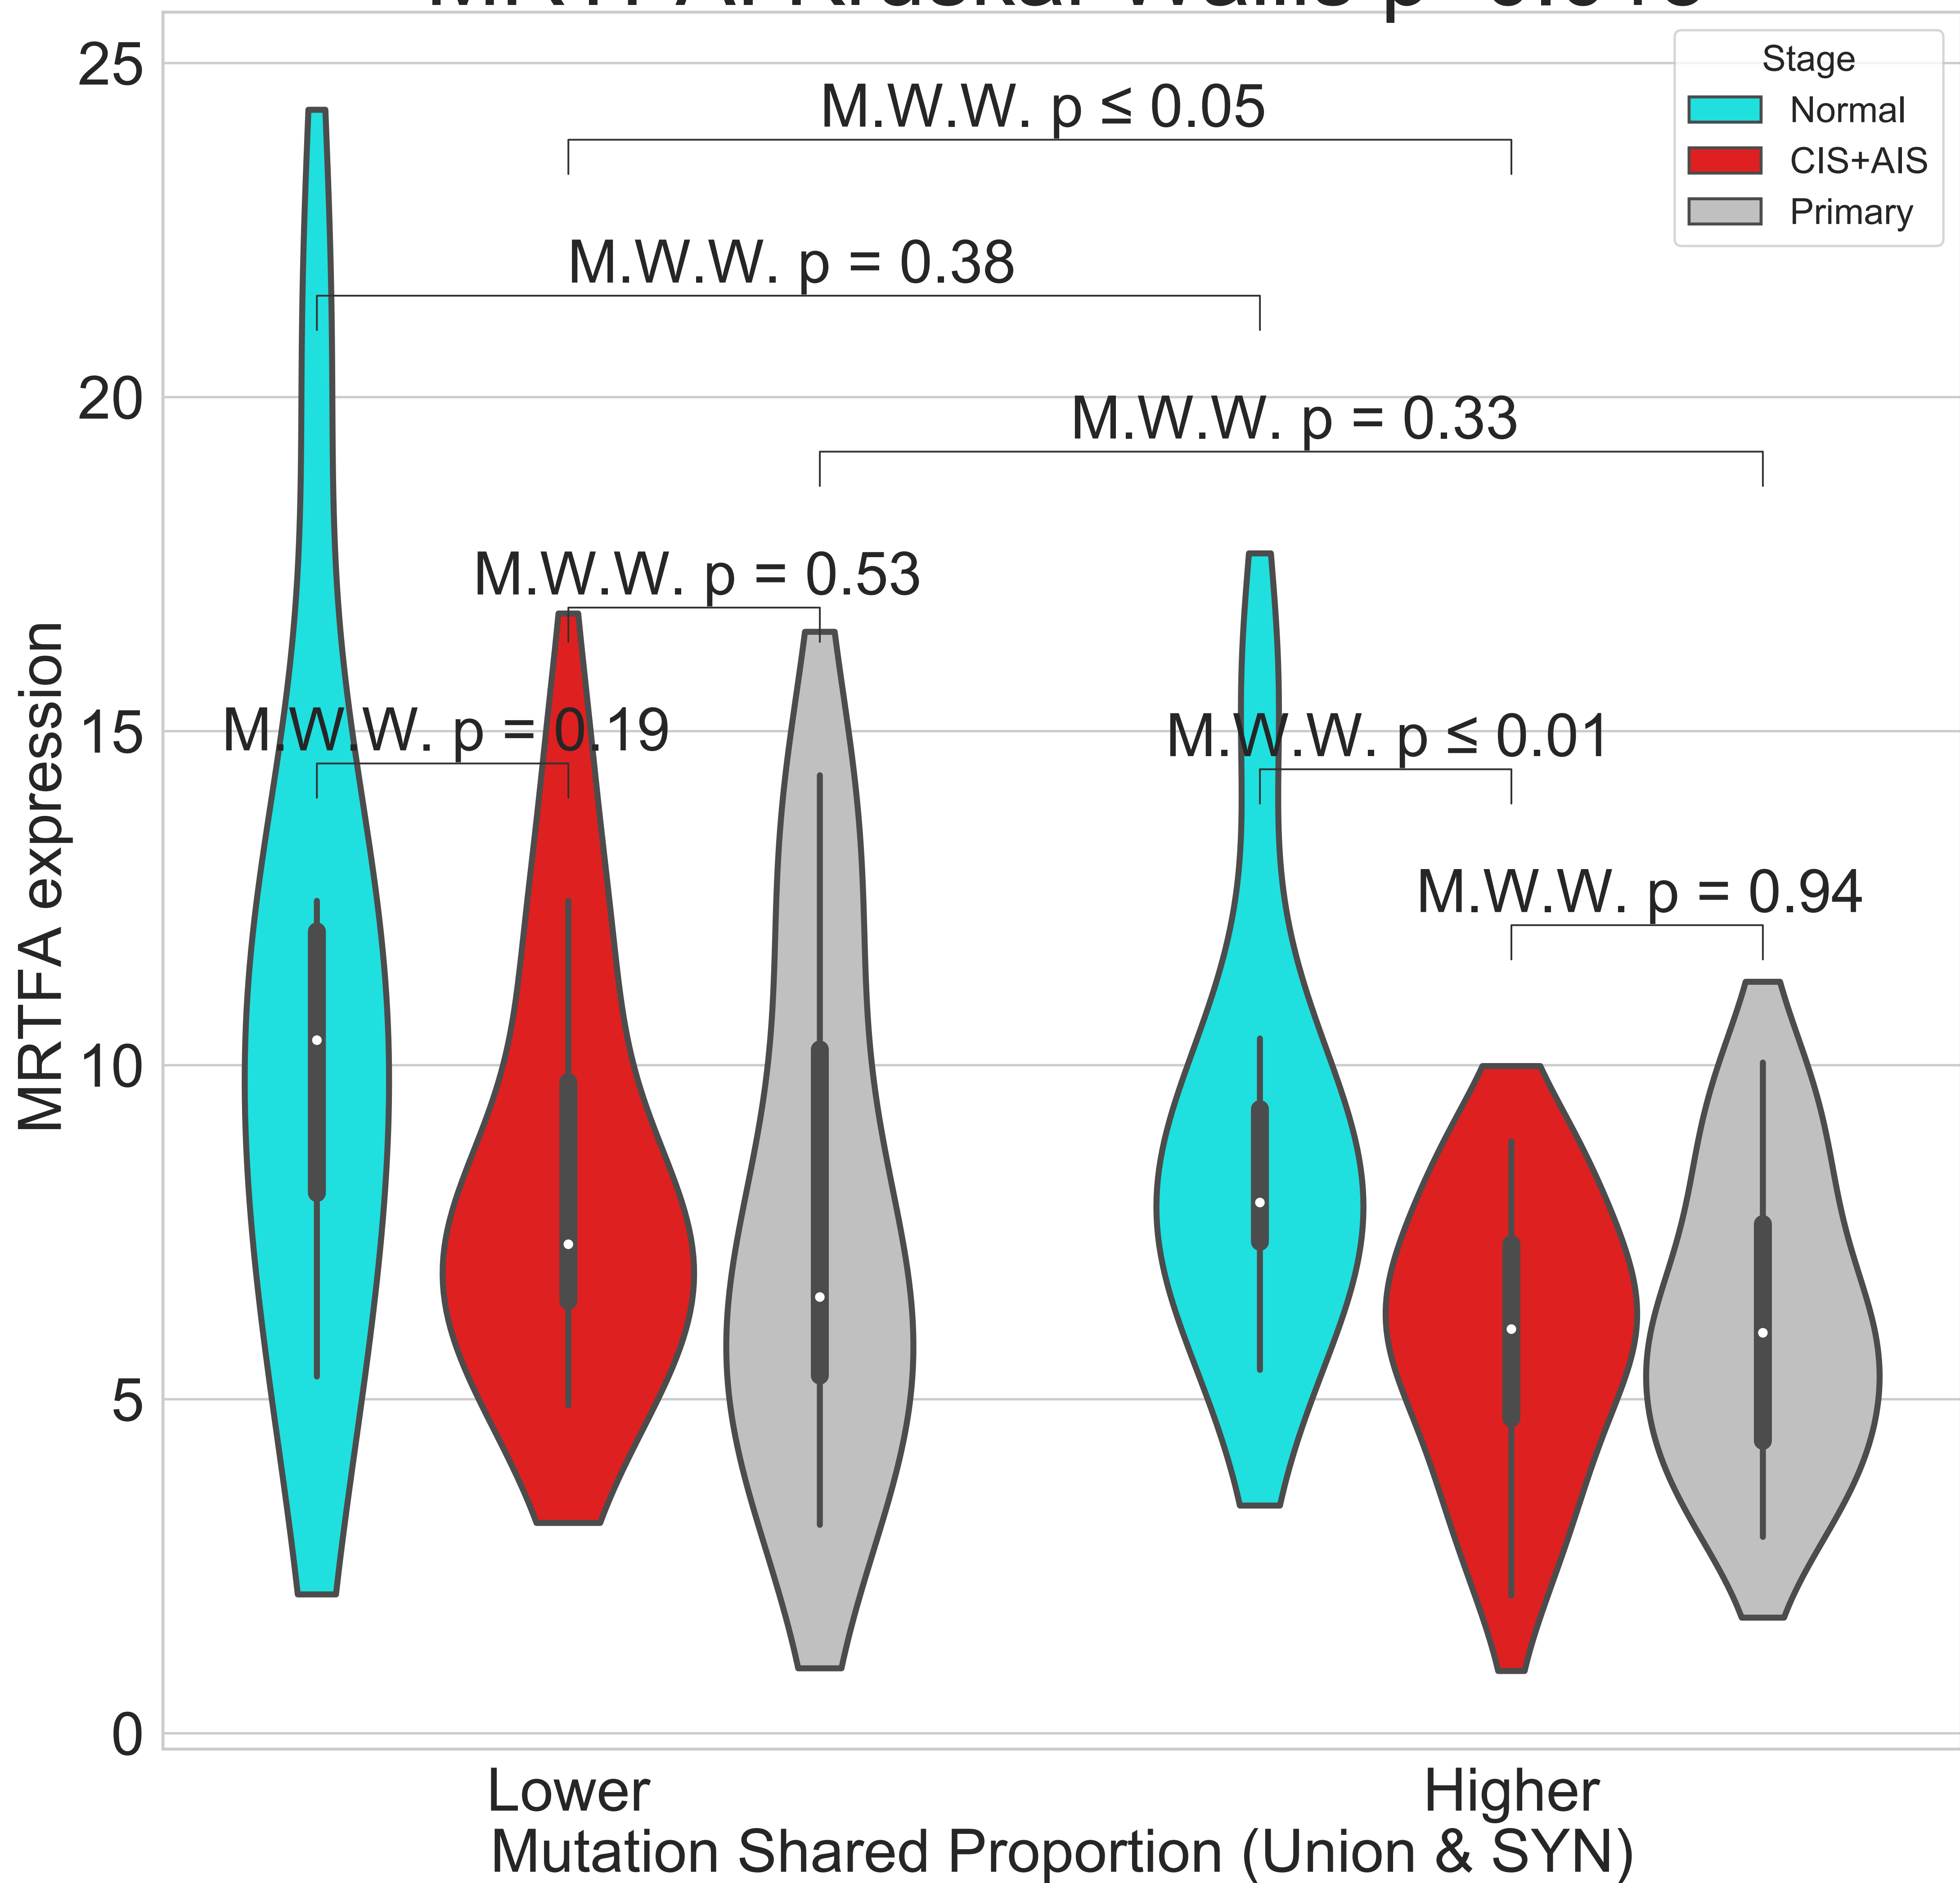 25
20
15
10
5
0
MRTFA expression
Stage
Normal
CIS+AIS
Primary
M.W.W. p ≤ 0.05
M.W.W. p = 0.38
M.W.W. p = 0.33
M.W.W. p = 0.53
M.W.W. p = 0.19
M.W.W. p ≤ 0.01
M.W.W. p = 0.94
Lower
Higher
Mutation Shared Proportion (Union & SYN)